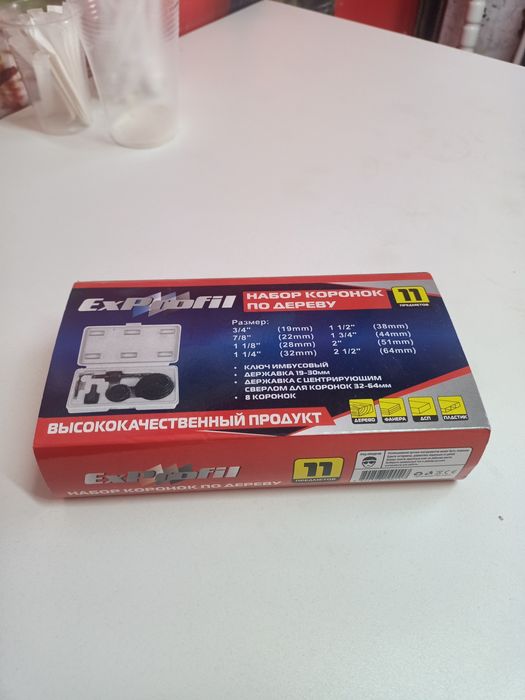 ExProfil
НАБОР КОРОНОК
ПО ДЕРЕВУ
11
ПРЕДМЕТОВ
Размер:
3/4" (19mm) 1 1/2" (38mm)
7/8" (22mm) 1 3/4" (44mm)
1 1/8" (28mm) 2" (51mm)
1 1/4" (32mm) 2 1/2" (64mm)
• КЛЮЧ ИМБУСОВЫЙ
• ДЕРЖАВКА 19-30мм
• ДЕРЖАВКА С ЦЕНТРИРУЮЩИМ
СВЕРЛОМ ДЛЯ КОРОНОК 32-64мм
• 8 КОРОНОК
ВЫСОКОКАЧЕСТВЕННЫЙ ПРОДУКТ
ДЕРЕВО ФАНЕРА ДСП ПЛАСТИК
ExProfil
НАБОР КОРОНОК ПО ДЕРЕВУ
11
ПРЕДМЕТОВ